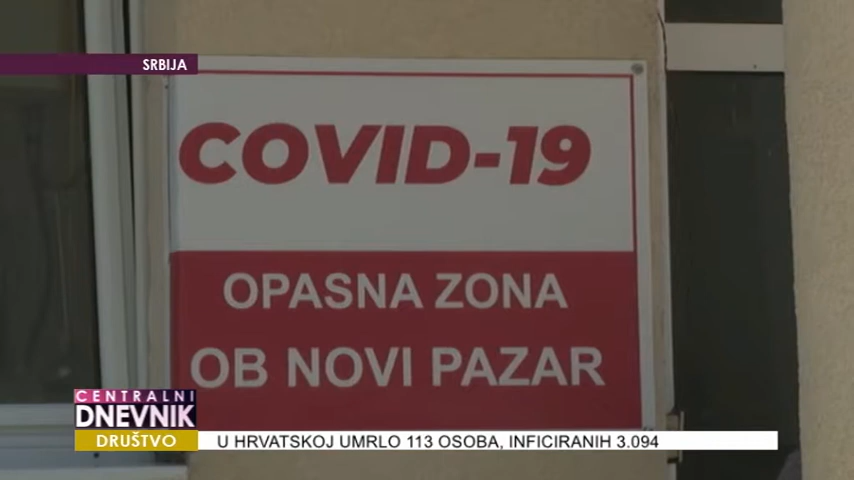 SRBIJA
COVID-19
OPASNA ZONA
OB NOVI PAZAR
CENTRALNI
DNEVNIK
DRUŠTVO
U HRVATSKOJ UMRLO 113 OSOBA, INFICIRANIH 3.094